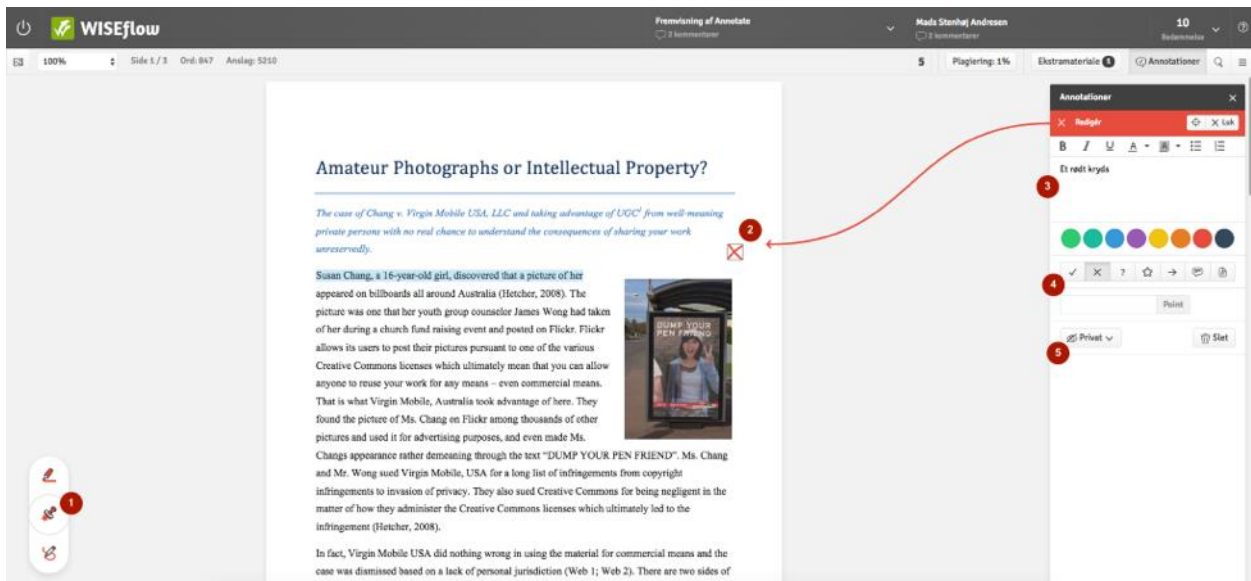 WISEflow
Fremvisning af Annotate
2 kommentarer
Mads Stenhøj Andresen
2 kommentarer
10
Bedømmelse
100%
Side 1 / 3 Ord: 847 Anslag: 5210
5 Plagiering: 1% Ekstramateriale 1 Annotationer
Annotationer
Redigér
Luk
B I U A A
Et rødt kryds
3
4
Point
5
Privat
Slet
Amateur Photographs or Intellectual Property?
The case of Chang v. Virgin Mobile USA, LLC and taking advantage of UGC¹ from well-meaning
private persons with no real chance to understand the consequences of sharing your work
unreservedly.
2
Susan Chang, a 16-year-old girl, discovered that a picture of her
appeared on billboards all around Australia (Hetcher, 2008). The
picture was one that her youth group counselor James Wong had taken
of her during a church fund raising event and posted on Flickr. Flickr
allows its users to post their pictures pursuant to one of the various
Creative Commons licenses which ultimately mean that you can allow
anyone to reuse your work for any means – even commercial means.
That is what Virgin Mobile, Australia took advantage of here. They
found the picture of Ms. Chang on Flickr among thousands of other
pictures and used it for advertising purposes, and even made Ms.
DUMP YOUR
PEN FRIEND
Changs appearance rather demeaning through the text “DUMP YOUR PEN FRIEND”. Ms. Chang
and Mr. Wong sued Virgin Mobile, USA for a long list of infringements from copyright
infringements to invasion of privacy. They also sued Creative Commons for being negligent in the
matter of how they administer the Creative Commons licenses which ultimately led to the
infringement (Hetcher, 2008).
In fact, Virgin Mobile USA did nothing wrong in using the material for commercial means and the
case was dismissed based on a lack of personal jurisdiction (Web 1; Web 2). There are two sides of
1